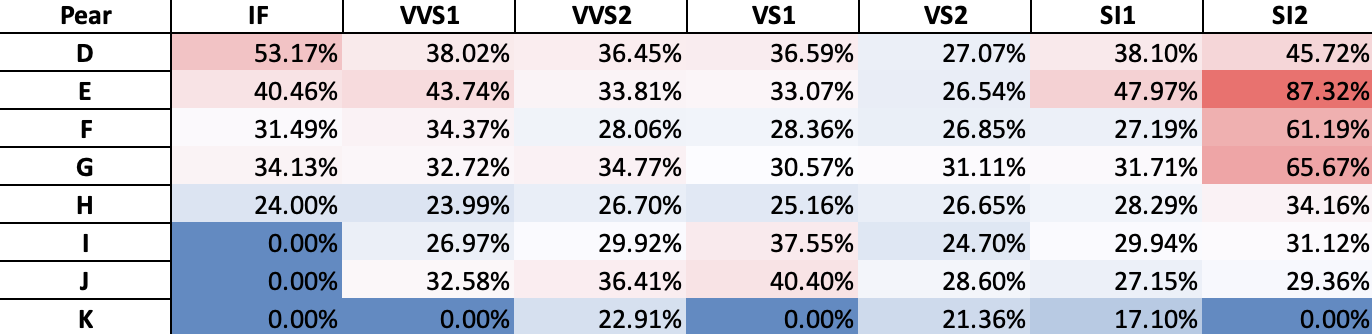 Pear IF VVS1 VVS2 VS1 VS2 SI1 SI2
D 53.17% 38.02% 36.45% 36.59% 27.07% 38.10% 45.72%
E 40.46% 43.74% 33.81% 33.07% 26.54% 47.97% 87.32%
F 31.49% 34.37% 28.06% 28.36% 26.85% 27.19% 61.19%
G 34.13% 32.72% 34.77% 30.57% 31.11% 31.71% 65.67%
H 24.00% 23.99% 26.70% 25.16% 26.65% 28.29% 34.16%
I 0.00% 26.97% 29.92% 37.55% 24.70% 29.94% 31.12%
J 0.00% 32.58% 36.41% 40.40% 28.60% 27.15% 29.36%
K 0.00% 0.00% 22.91% 0.00% 21.36% 17.10% 0.00%